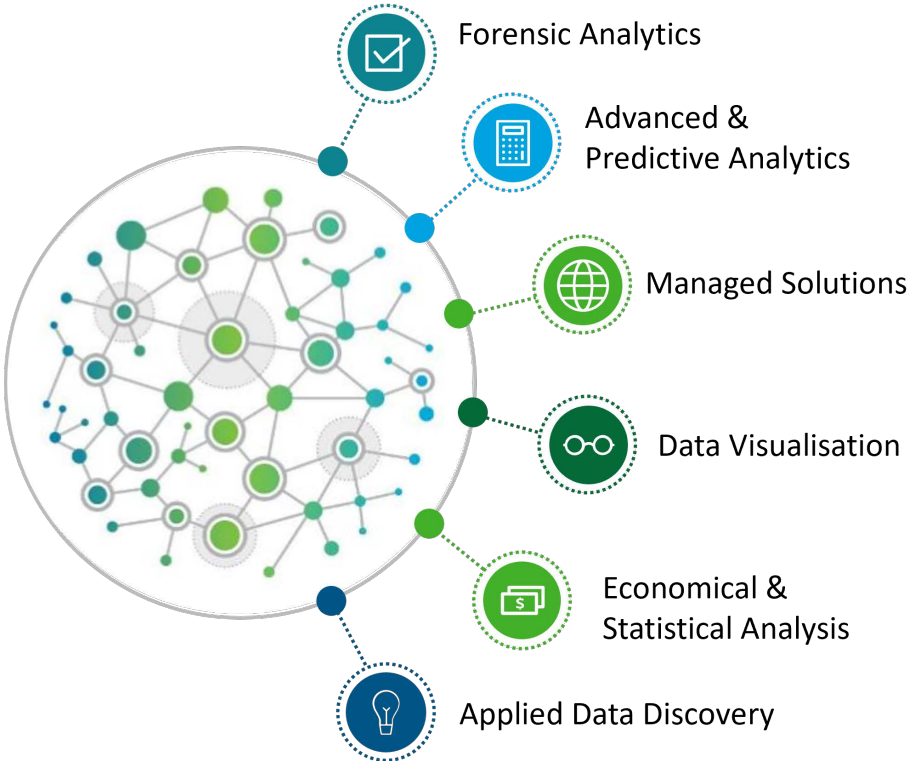 Forensic Analytics
Advanced &
Predictive Analytics
Managed Solutions
Data Visualisation
$
Economical &
Statistical Analysis
Applied Data Discovery